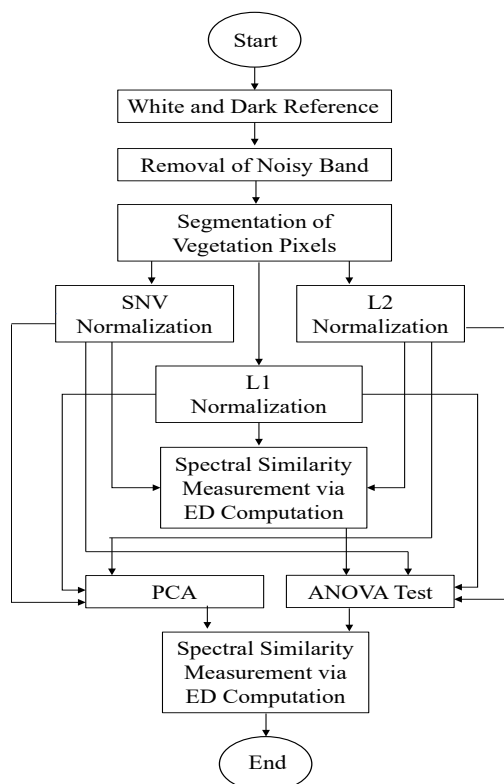 Start
White and Dark Reference
Removal of Noisy Band
Segmentation of
Vegetation Pixels
SNV
Normalization
L2
Normalization
L1
Normalization
Spectral Similarity
Measurement via
ED Computation
PCA
ANOVA Test
Spectral Similarity
Measurement via
ED Computation
End